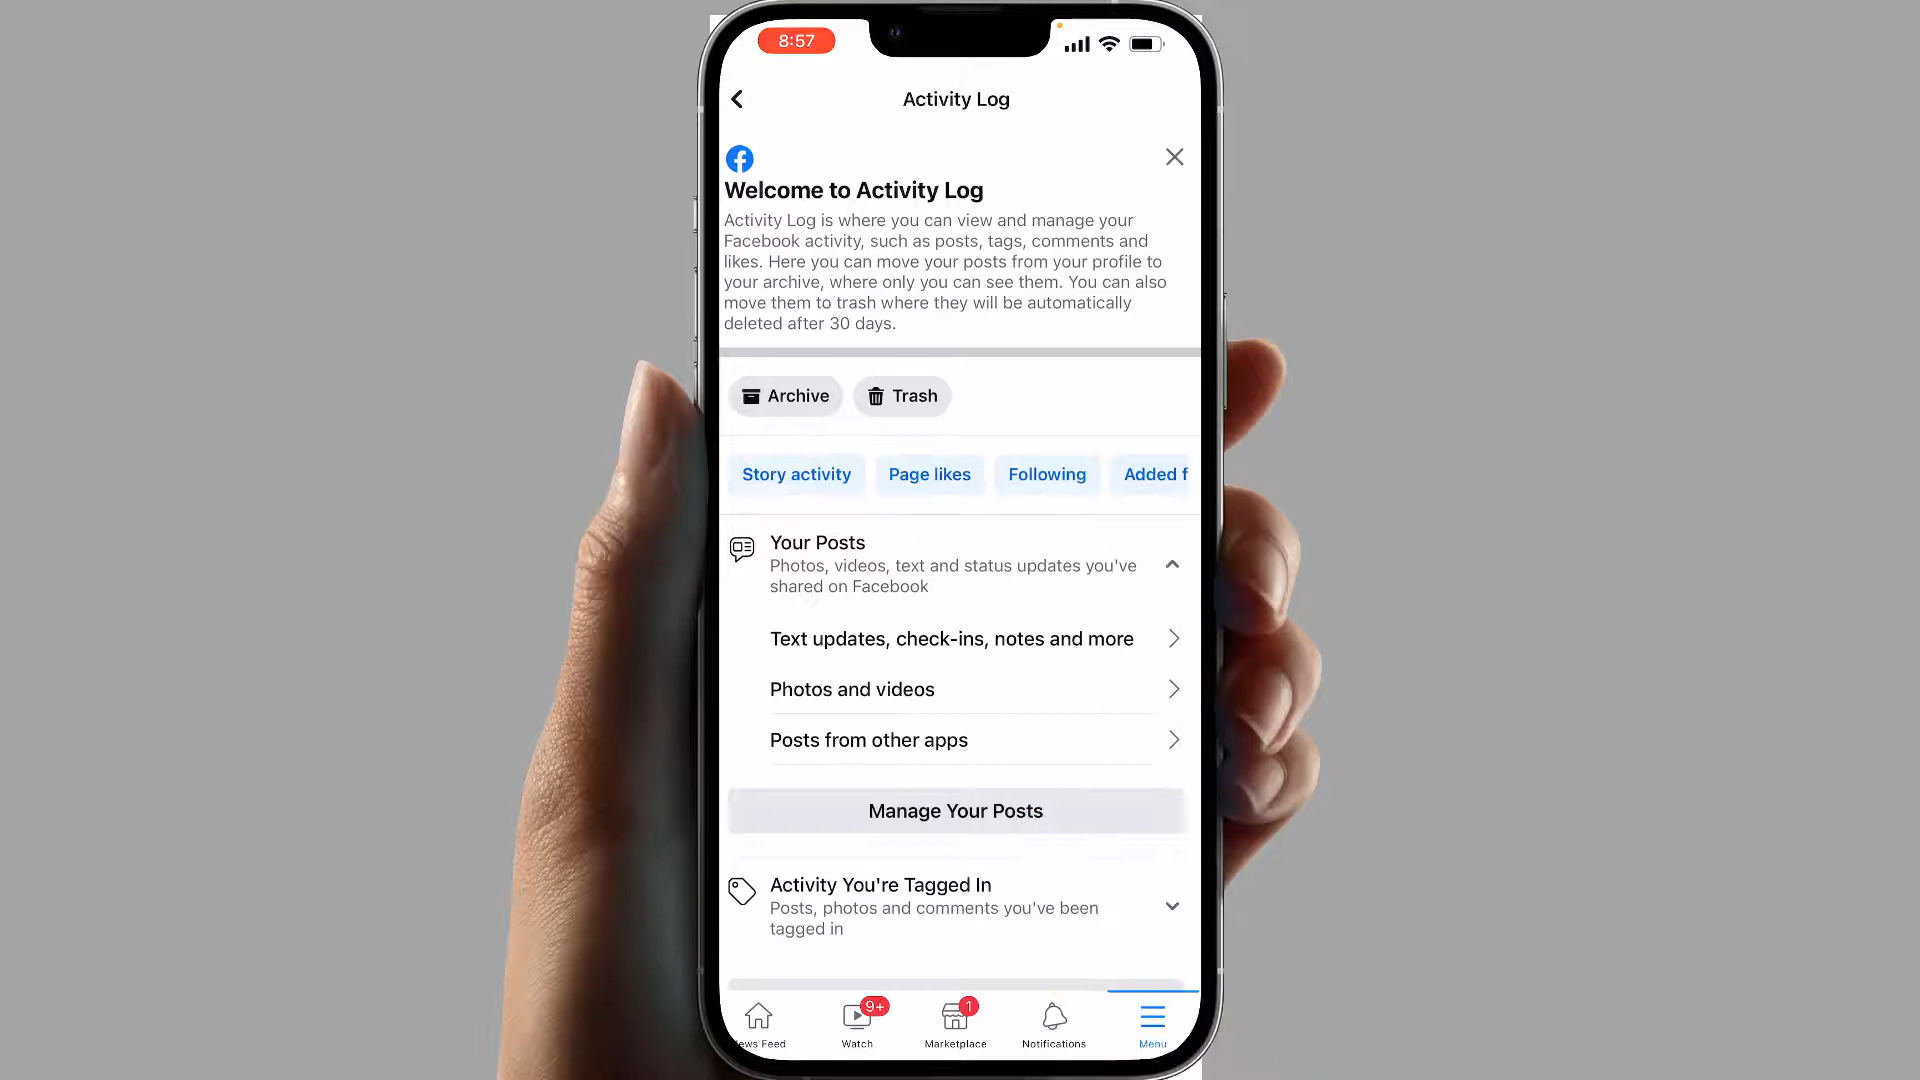 8:57
Activity Log
Welcome to Activity Log
Activity Log is where you can view and manage your
Facebook activity, such as posts, tags, comments and
likes. Here you can move your posts from your profile to
your archive, where only you can see them. You can also
move them to trash where they will be automatically
deleted after 30 days.
Archive
Trash
Story activity
Page likes
Following
Added f
Your Posts
Photos, videos, text and status updates you've
shared on Facebook
Text updates, check-ins, notes and more
Photos and videos
Posts from other apps
Manage Your Posts
Activity You're Tagged In
Posts, photos and comments you've been
tagged in
9+
1
ews Feed
Watch
Marketplace
Notifications
Menu